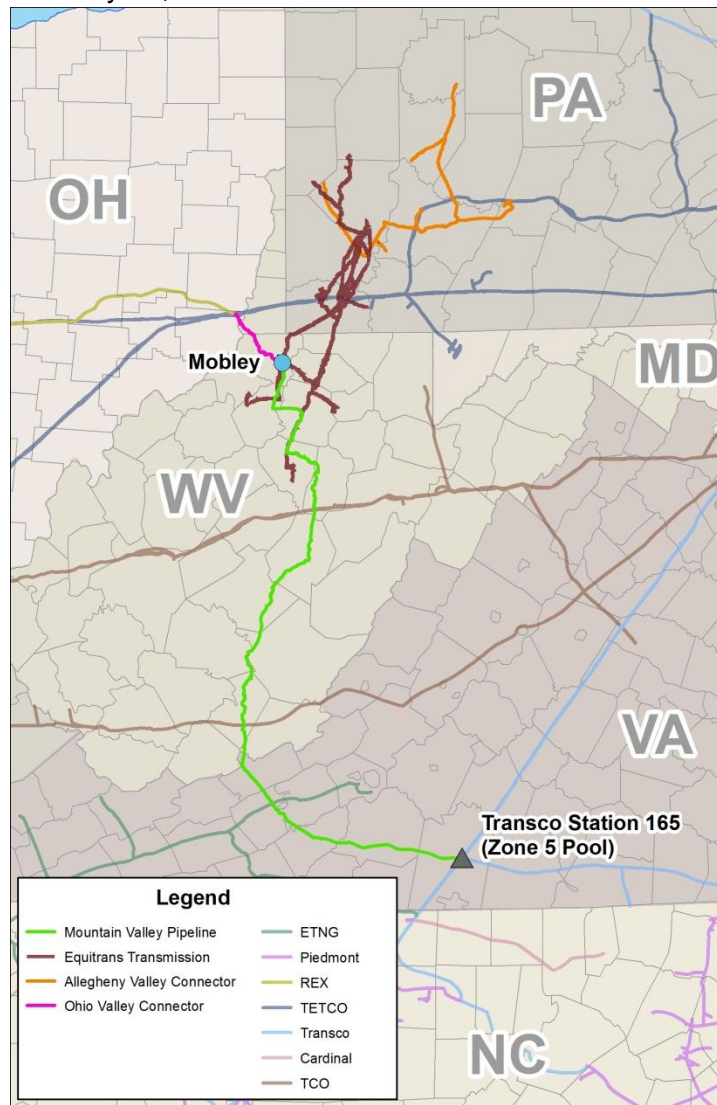 PA
OH
Mobley
MD
WV
VA
Transco Station 165
(Zone 5 Pool)
Legend
Mountain Valley Pipeline
Equitrans Transmission
Allegheny Valley Connector
Ohio Valley Connector
ETNG
Piedmont
REX
TETCO
Transco
Cardinal
TCO
NC